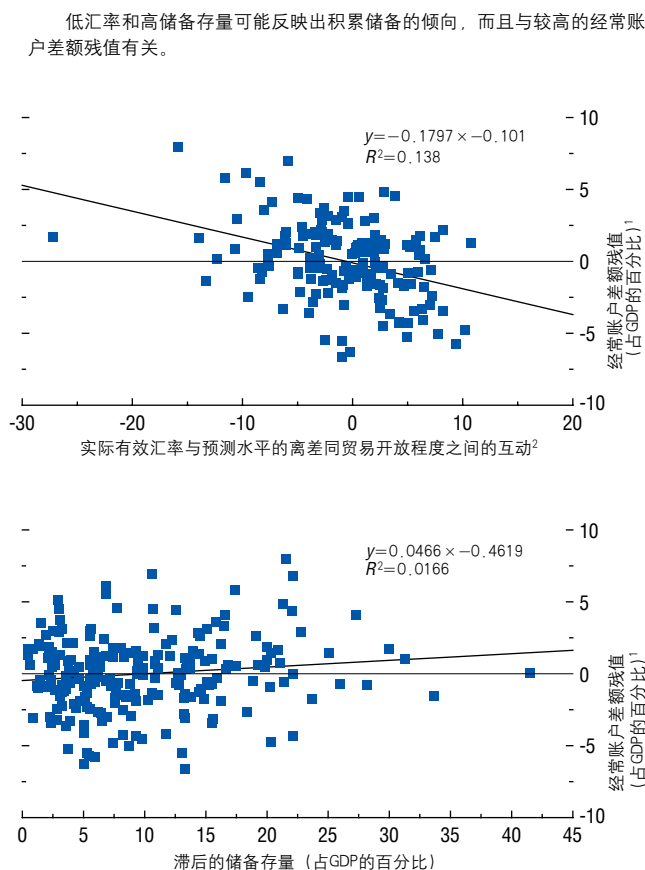 低汇率和高储备存量可能反映出积累储备的倾向，而且与较高的经常账
户差额残值有关。
10
y=−0.1797×−0.101
R²=0.138
5
0
-5
-10
经常账户差额残值¹
(占GDP的百分比)
-30 -20 -10 0 10 20
实际有效汇率与预测水平的离差同贸易开放程度之间的互动²
10
y=0.0466×−0.4619
R²=0.0166
5
0
-5
-10
经常账户差额残值¹
(占GDP的百分比)
0 5 10 15 20 25 30 35 40 45
滞后的储备存量（占GDP的百分比）